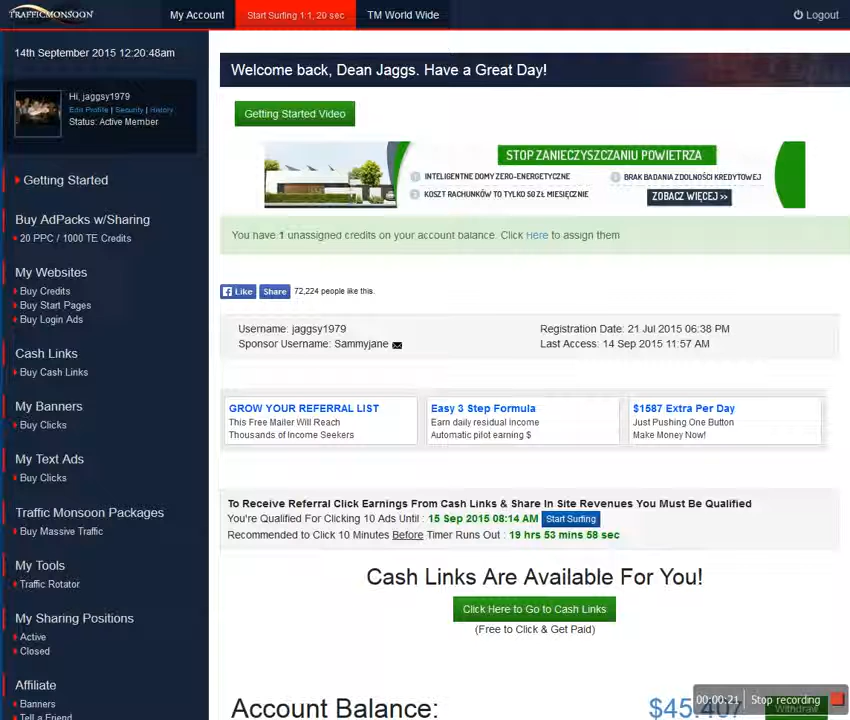 TRAFFICMONSOON
My Account
Start Surfing 1:1, 20 sec
TM World Wide
Logout
14th September 2015 12:20:48am
Hi, jaggsy1979
Edit Profile | Security | History
Status: Active Member
Getting Started
Buy AdPacks w/Sharing
20 PPC / 1000 TE Credits
My Websites
Buy Credits
Buy Start Pages
Buy Login Ads
Cash Links
Buy Cash Links
My Banners
Buy Clicks
My Text Ads
Buy Clicks
Traffic Monsoon Packages
Buy Massive Traffic
My Tools
Traffic Rotator
My Sharing Positions
Active
Closed
Affiliate
Banners
Tell a Friend
Welcome back, Dean Jaggs. Have a Great Day!
Getting Started Video
STOP ZANIECZYSZCZANIU POWIETRZA
1 INTELIGENTNE DOMY ZERO-ENERGETYCZNE
3 BRAK BADANIA ZDOLNOŚCI KREDYTOWEJ
2 KOSZT RACHUNKÓW TO TYLKO 50 ZŁ MIESIĘCZNIE
ZOBACZ WIĘCEJ >>
You have 1 unassigned credits on your account balance. Click Here to assign them
Like
Share
72,224 people like this.
Username: jaggsy1979
Registration Date: 21 Jul 2015 06:38 PM
Sponsor Username: Sammyjane
Last Access: 14 Sep 2015 11:57 AM
GROW YOUR REFERRAL LIST
This Free Mailer Will Reach
Thousands of Income Seekers
Easy 3 Step Formula
Earn daily residual income
Automatic pilot earning $
$1587 Extra Per Day
Just Pushing One Button
Make Money Now!
To Receive Referral Click Earnings From Cash Links & Share In Site Revenues You Must Be Qualified
You're Qualified For Clicking 10 Ads Until : 15 Sep 2015 08:14 AM Start Surfing
Recommended to Click 10 Minutes Before Timer Runs Out : 19 hrs 53 mins 58 sec
Cash Links Are Available For You!
Click Here to Go to Cash Links
(Free to Click & Get Paid)
Account Balance:
$45.407
Withdraw
00:00:21
Stop recording